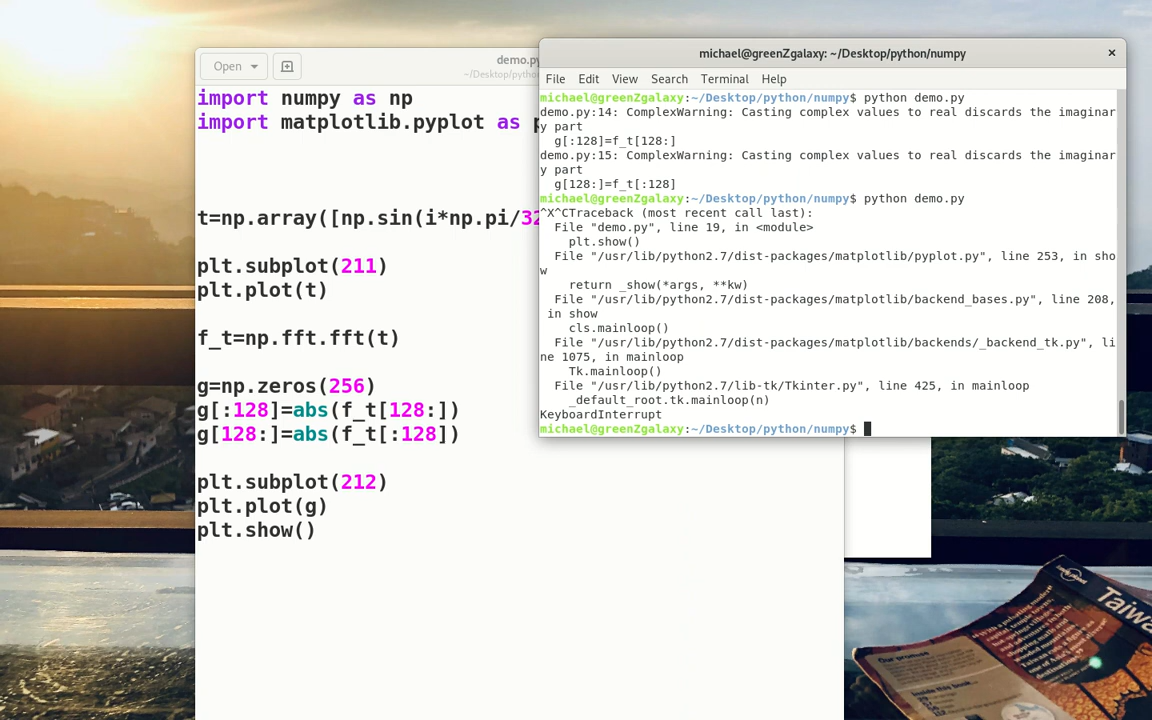 Open
demo.py
~/Desktop/python
import numpy as np
import matplotlib.pyplot as p
t=np.array([np.sin(i*np.pi/32
plt.subplot(211)
plt.plot(t)
f_t=np.fft.fft(t)
g=np.zeros(256)
g[:128]=abs(f_t[128:])
g[128:]=abs(f_t[:128])
plt.subplot(212)
plt.plot(g)
plt.show()
michael@greenZgalaxy: ~/Desktop/python/numpy
File Edit View Search Terminal Help
michael@greenZgalaxy:~/Desktop/python/numpy$ python demo.py
demo.py:14: ComplexWarning: Casting complex values to real discards the imaginar
y part
  g[:128]=f_t[128:]
demo.py:15: ComplexWarning: Casting complex values to real discards the imaginar
y part
  g[128:]=f_t[:128]
michael@greenZgalaxy:~/Desktop/python/numpy$ python demo.py
^X^CTraceback (most recent call last):
  File "demo.py", line 19, in <module>
    plt.show()
  File "/usr/lib/python2.7/dist-packages/matplotlib/pyplot.py", line 253, in sho
w
    return _show(*args, **kw)
  File "/usr/lib/python2.7/dist-packages/matplotlib/backend_bases.py", line 208,
 in show
    cls.mainloop()
  File "/usr/lib/python2.7/dist-packages/matplotlib/backends/_backend_tk.py", li
ne 1075, in mainloop
    Tk.mainloop()
  File "/usr/lib/python2.7/lib-tk/Tkinter.py", line 425, in mainloop
    _default_root.tk.mainloop(n)
KeyboardInterrupt
michael@greenZgalaxy:~/Desktop/python/numpy$
lonely planet
Taiwa
Our promise
Inside this book...